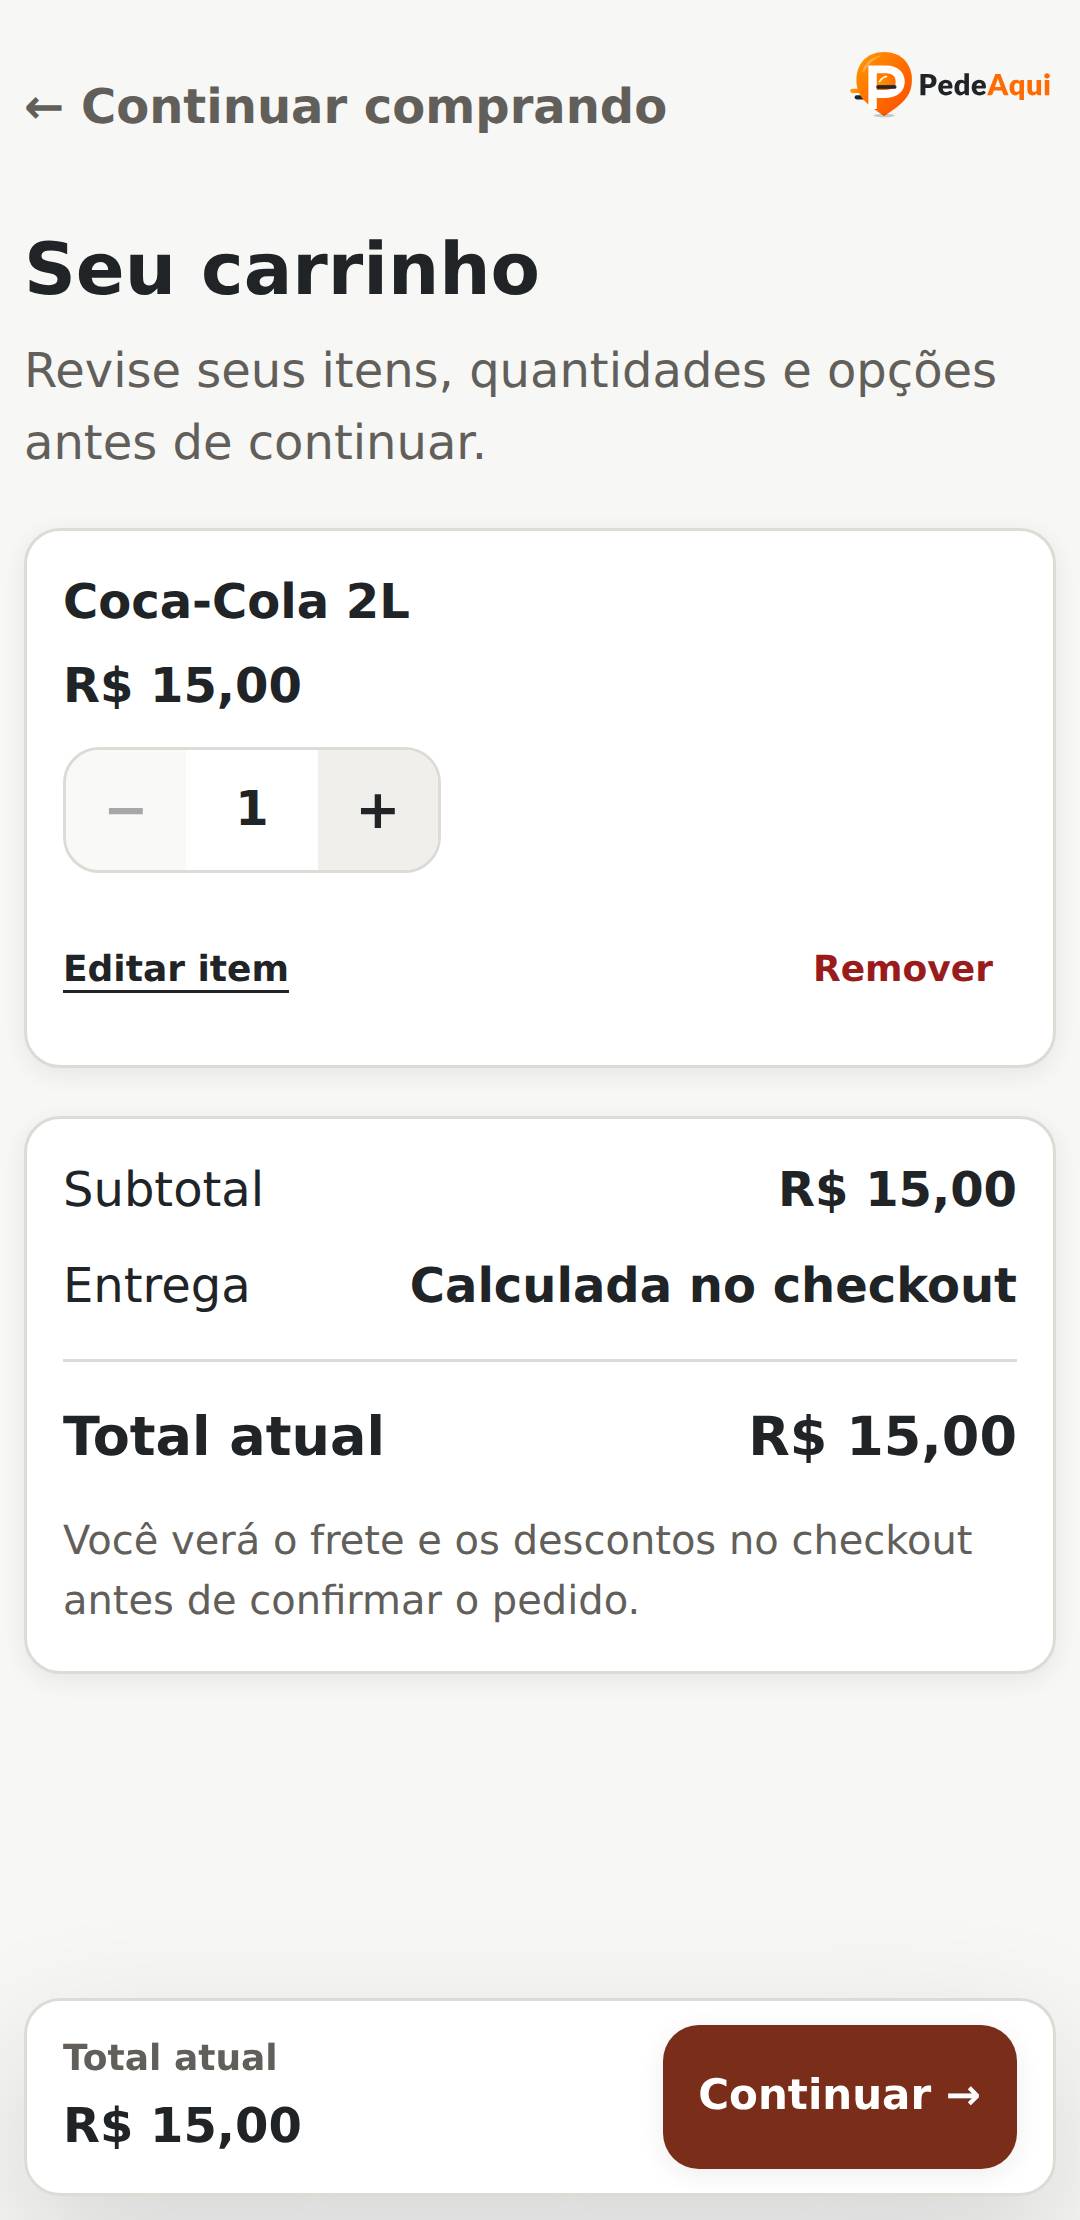 ← Continuar comprando
PedeAqui
Seu carrinho
Revise seus itens, quantidades e opções
antes de continuar.
Coca-Cola 2L
R$ 15,00
− 1 +
Editar item
Remover
Subtotal R$ 15,00
Entrega Calculada no checkout
Total atual R$ 15,00
Você verá o frete e os descontos no checkout
antes de confirmar o pedido.
Total atual
R$ 15,00
Continuar →